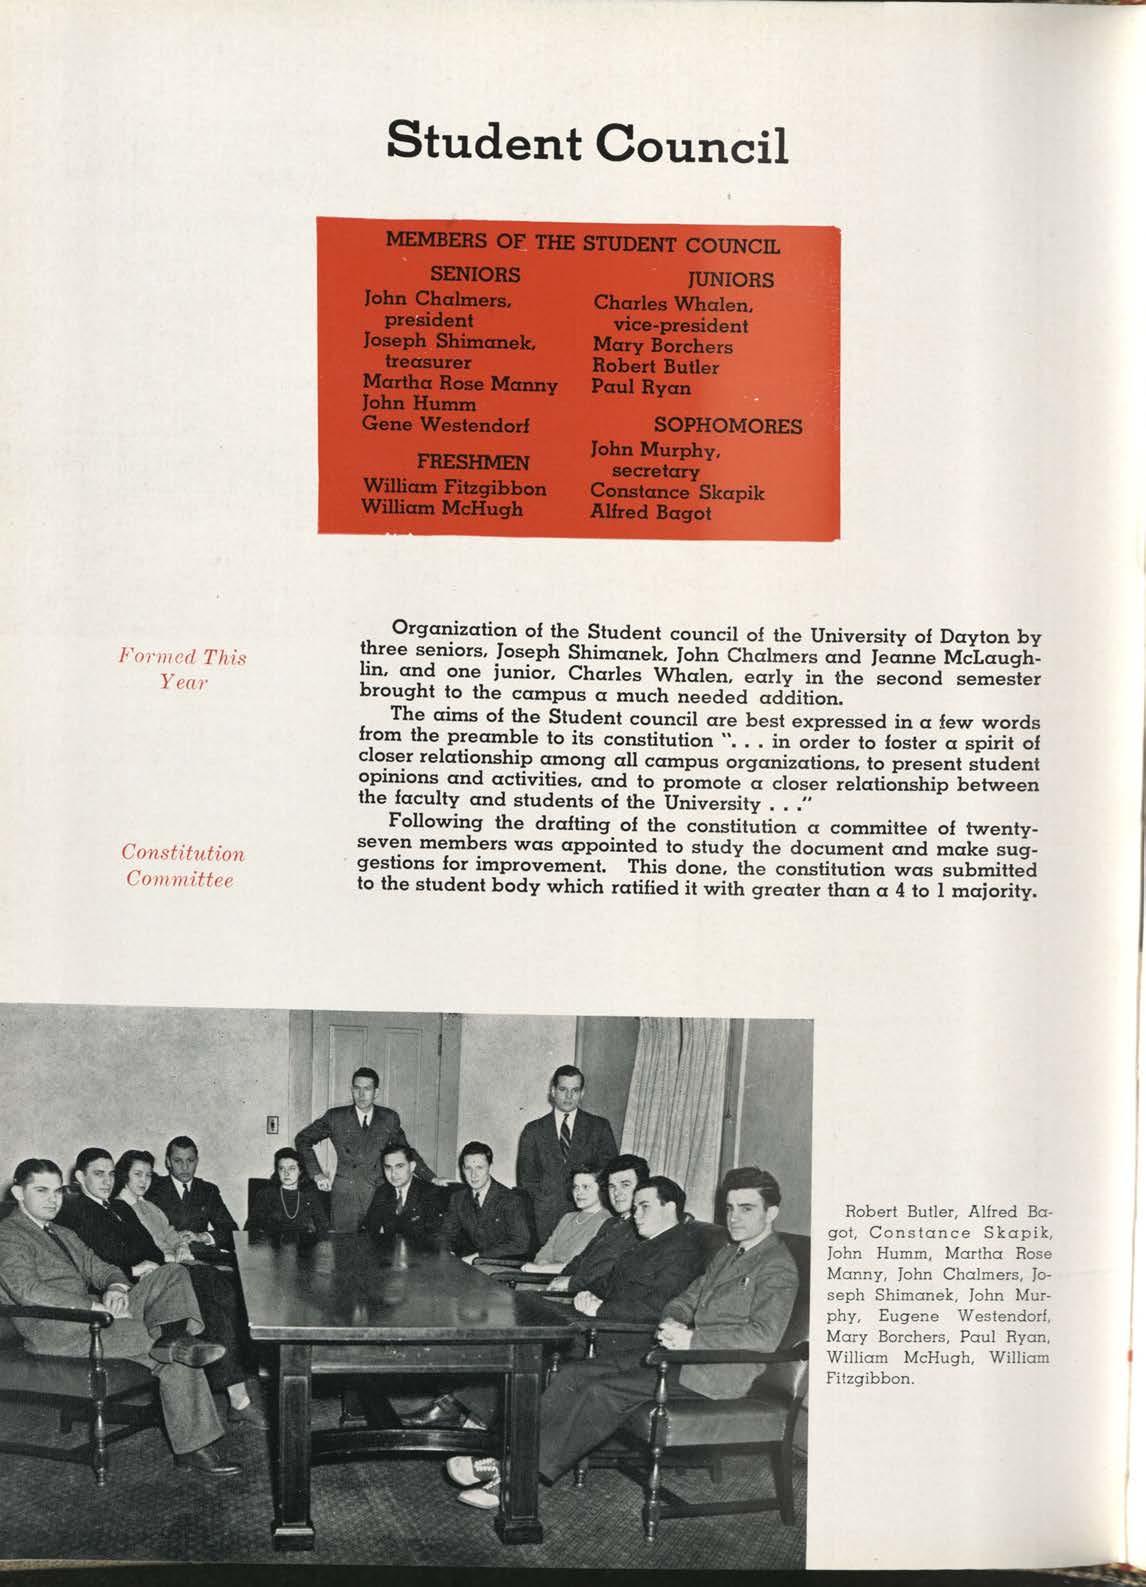 Student Council
MEMBERS OF THE STUDENT COUNCIL
SENIORS
John Chalmers,
president
Joseph Shimanek,
treasurer
Martha Rose Manny
John Humm
Gene Westendorf
FRESHMEN
William Fitzgibbon
William McHugh
JUNIORS
Charles Whalen,
vice-president
Mary Borchers
Robert Butler
Paul Ryan
SOPHOMORES
John Murphy,
secretary
Constance Skapik
Alfred Bagot
Formed This
Year
Organization of the Student council of the University of Dayton by
three seniors, Joseph Shimanek, John Chalmers and Jeanne McLaugh-
lin, and one junior, Charles Whalen, early in the second semester
brought to the campus a much needed addition.
The aims of the Student council are best expressed in a few words
from the preamble to its constitution ". . . in order to foster a spirit of
closer relationship among all campus organizations, to present student
opinions and activities, and to promote a closer relationship between
the faculty and students of the University . . ."
Constitution
Committee
Following the drafting of the constitution a committee of twenty-
seven members was appointed to study the document and make sug-
gestions for improvement. This done, the constitution was submitted
to the student body which ratified it with greater than a 4 to 1 majority.
Robert Butler, Alfred Ba-
got, Constance Skapik,
John Humm, Martha Rose
Manny, John Chalmers, Jo-
seph Shimanek, John Mur-
phy, Eugene Westendorf,
Mary Borchers, Paul Ryan,
William McHugh, William
Fitzgibbon.